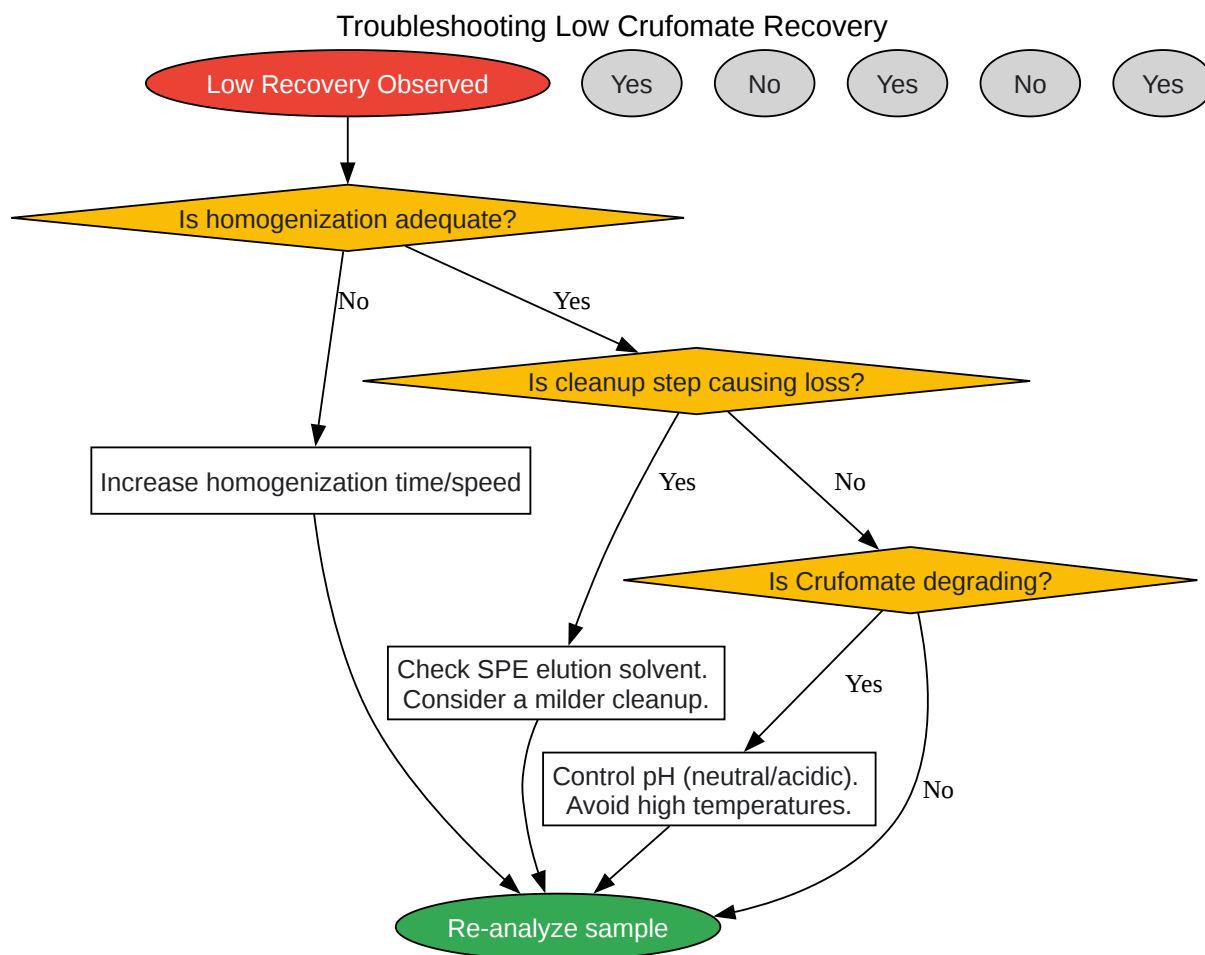 Troubleshooting Low Crufomate Recovery
Low Recovery Observed
Yes
No
Yes
No
Yes
Is homogenization adequate?
No
Yes
Is cleanup step causing loss?
Increase homogenization time/speed
Yes
No
Is Crufomate degrading?
Check SPE elution solvent.
Consider a milder cleanup.
Yes
Control pH (neutral/acidic).
Avoid high temperatures.
No
Re-analyze sample